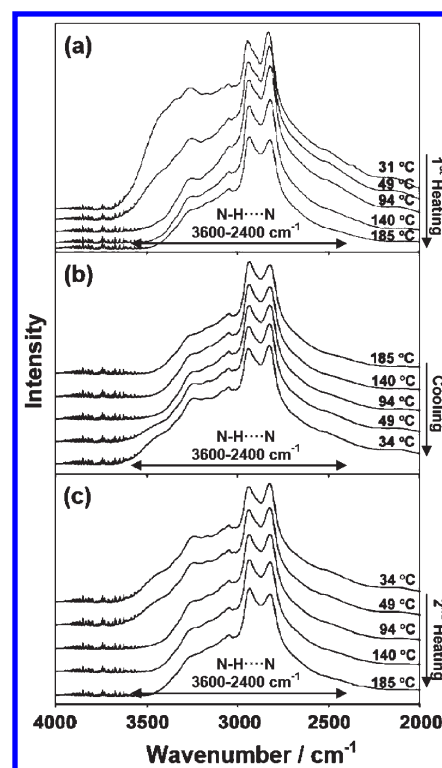 (a)
31 °C
49 °C
94 °C
140 °C
185 °C
1st Heating
N-H····N
3600-2400 cm-1
(b)
185 °C
140 °C
94 °C
49 °C
34 °C
Cooling
N-H····N
3600-2400 cm-1
Intensity
(c)
34 °C
49 °C
94 °C
140 °C
185 °C
2nd Heating
N-H····N
3600-2400 cm-1
4000 3500 3000 2500 2000
Wavenumber / cm-1